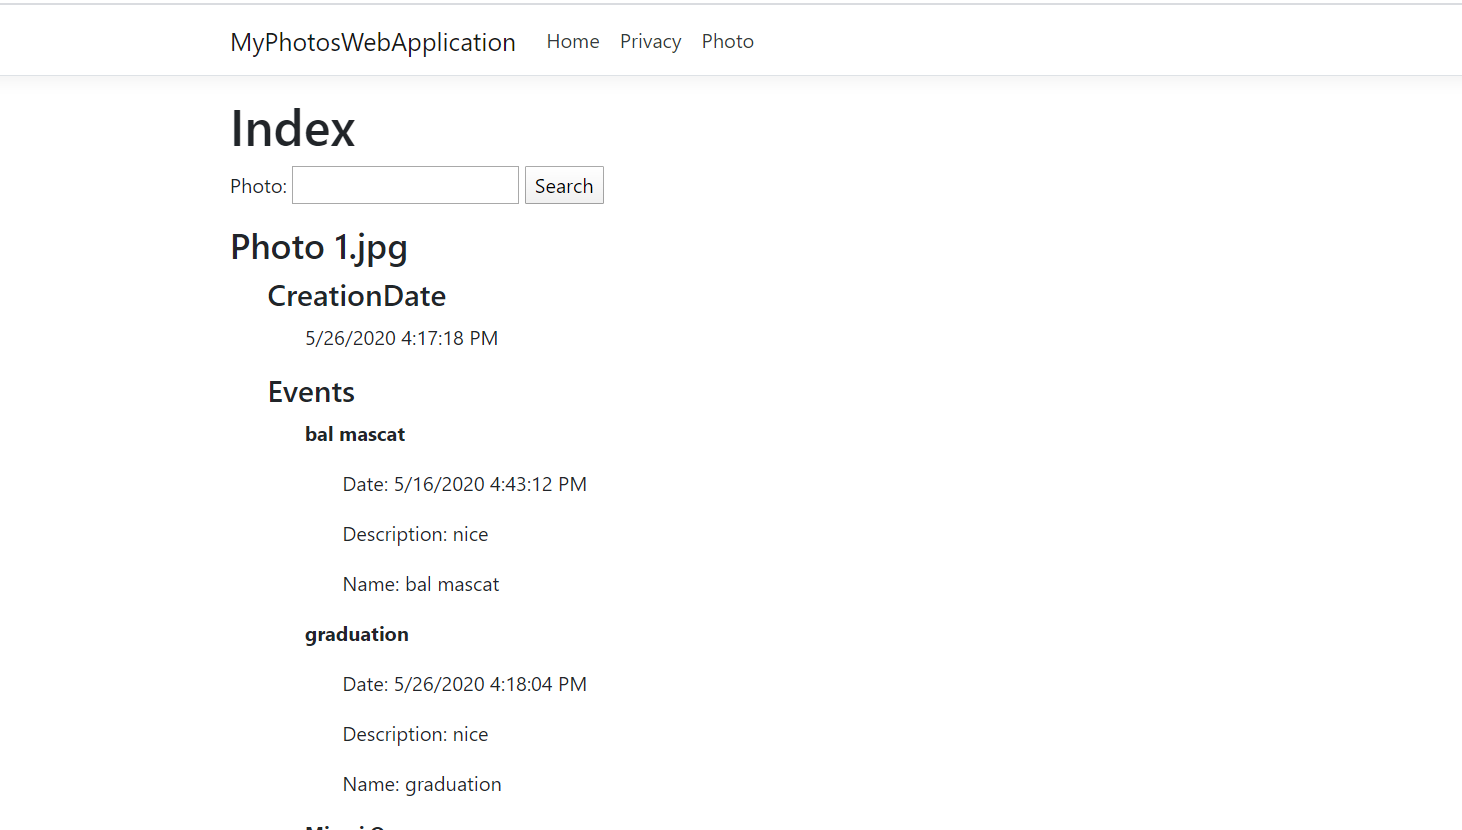 MyPhotosWebApplication Home Privacy Photo
Index
Photo: Search
Photo 1.jpg
CreationDate
5/26/2020 4:17:18 PM
Events
bal mascat
Date: 5/16/2020 4:43:12 PM
Description: nice
Name: bal mascat
graduation
Date: 5/26/2020 4:18:04 PM
Description: nice
Name: graduation